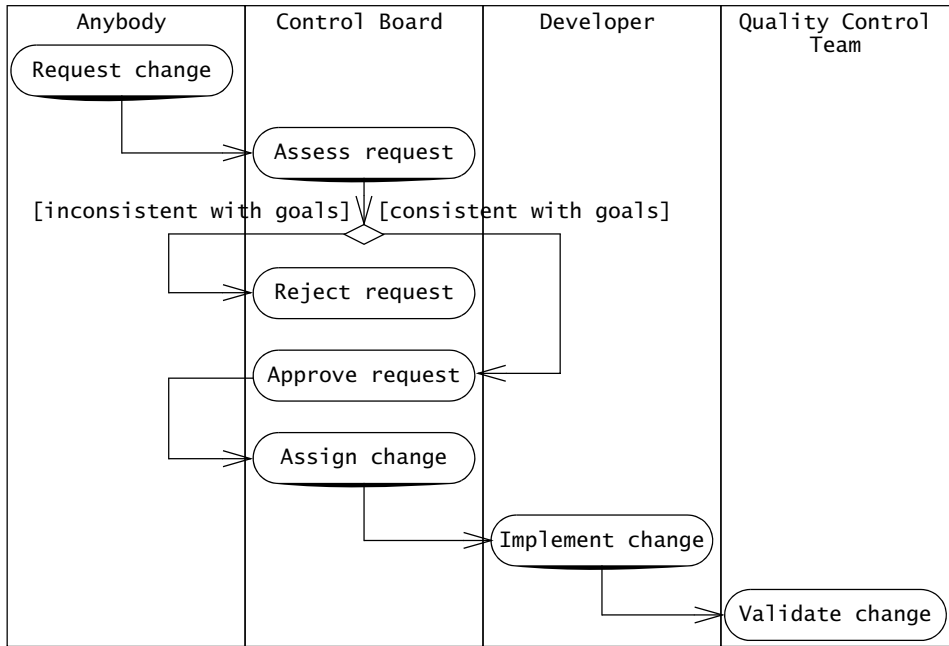 Anybody
Control Board
Developer
Quality Control
Team
Request change
Assess request
[inconsistent with goals]
[consistent with goals]
Reject request
Approve request
Assign change
Implement change
Validate change